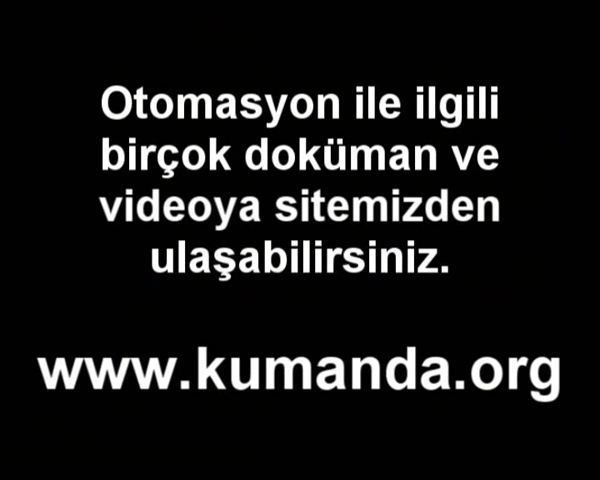 Otomasyon ile ilgili
birçok doküman ve
videoya sitemizden
ulaşabilirsiniz.
www.kumanda.org